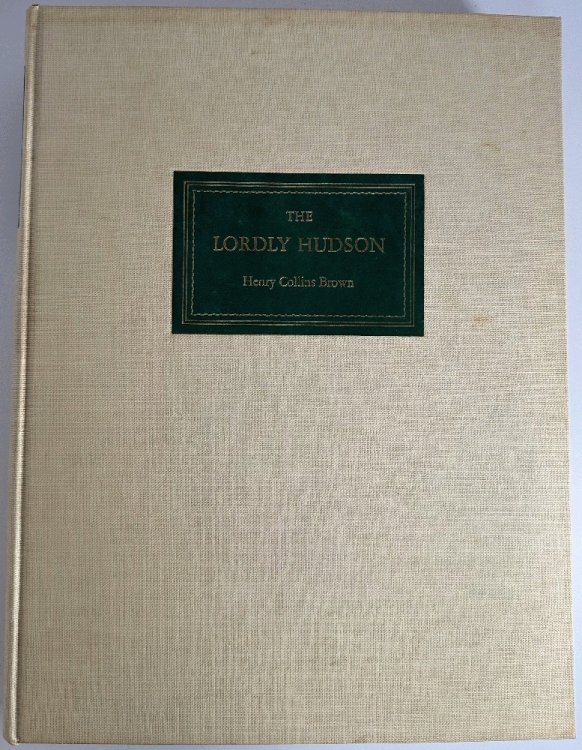 THE
LORDLY HUDSON
Henry Collins Brown